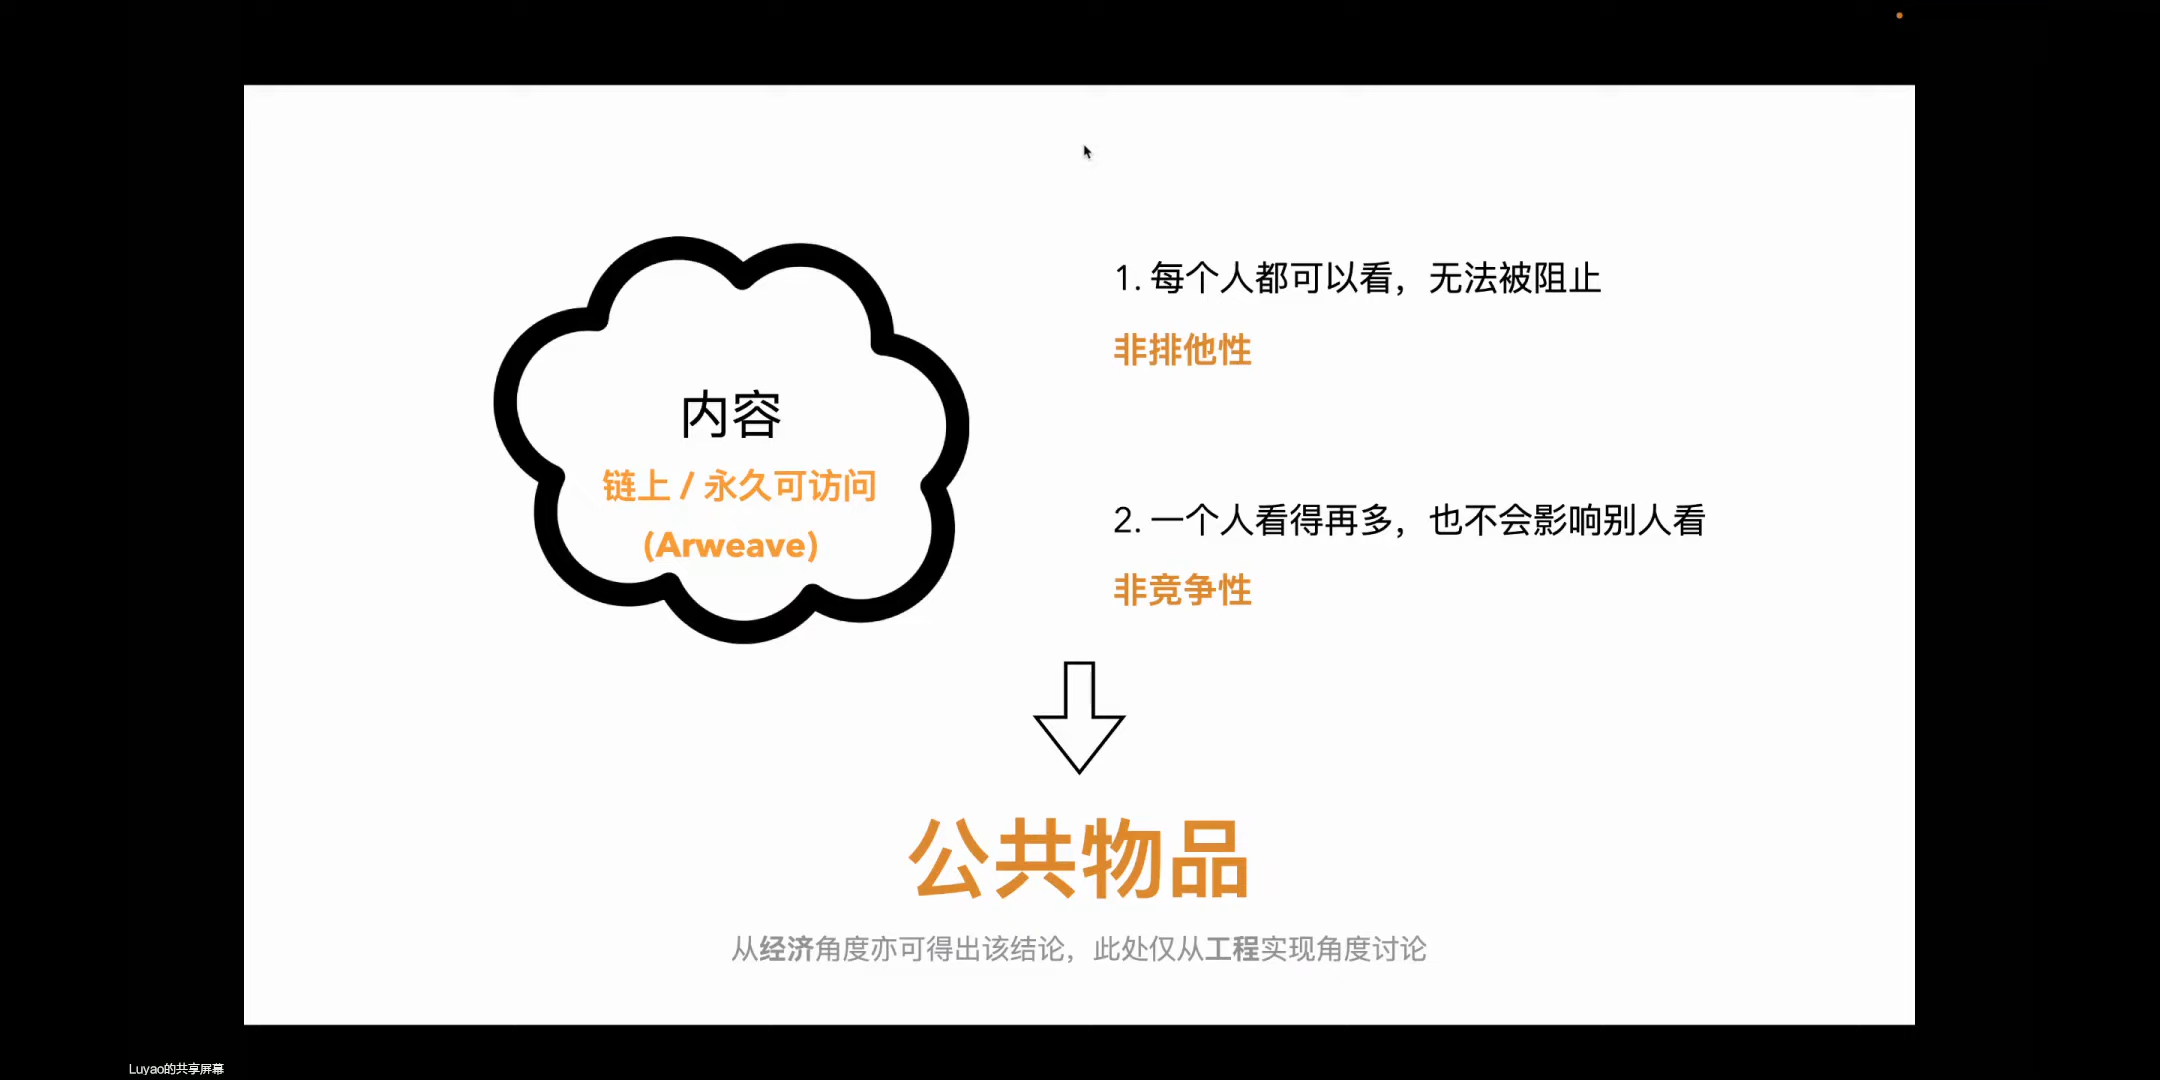 内容
链上 / 永久可访问
(Arweave)
1. 每个人都可以看，无法被阻止
非排他性
2. 一个人看得再多，也不会影响别人看
非竞争性
公共物品
从经济角度亦可得出该结论，此处仅从工程实现角度讨论
Luyao的共享屏幕